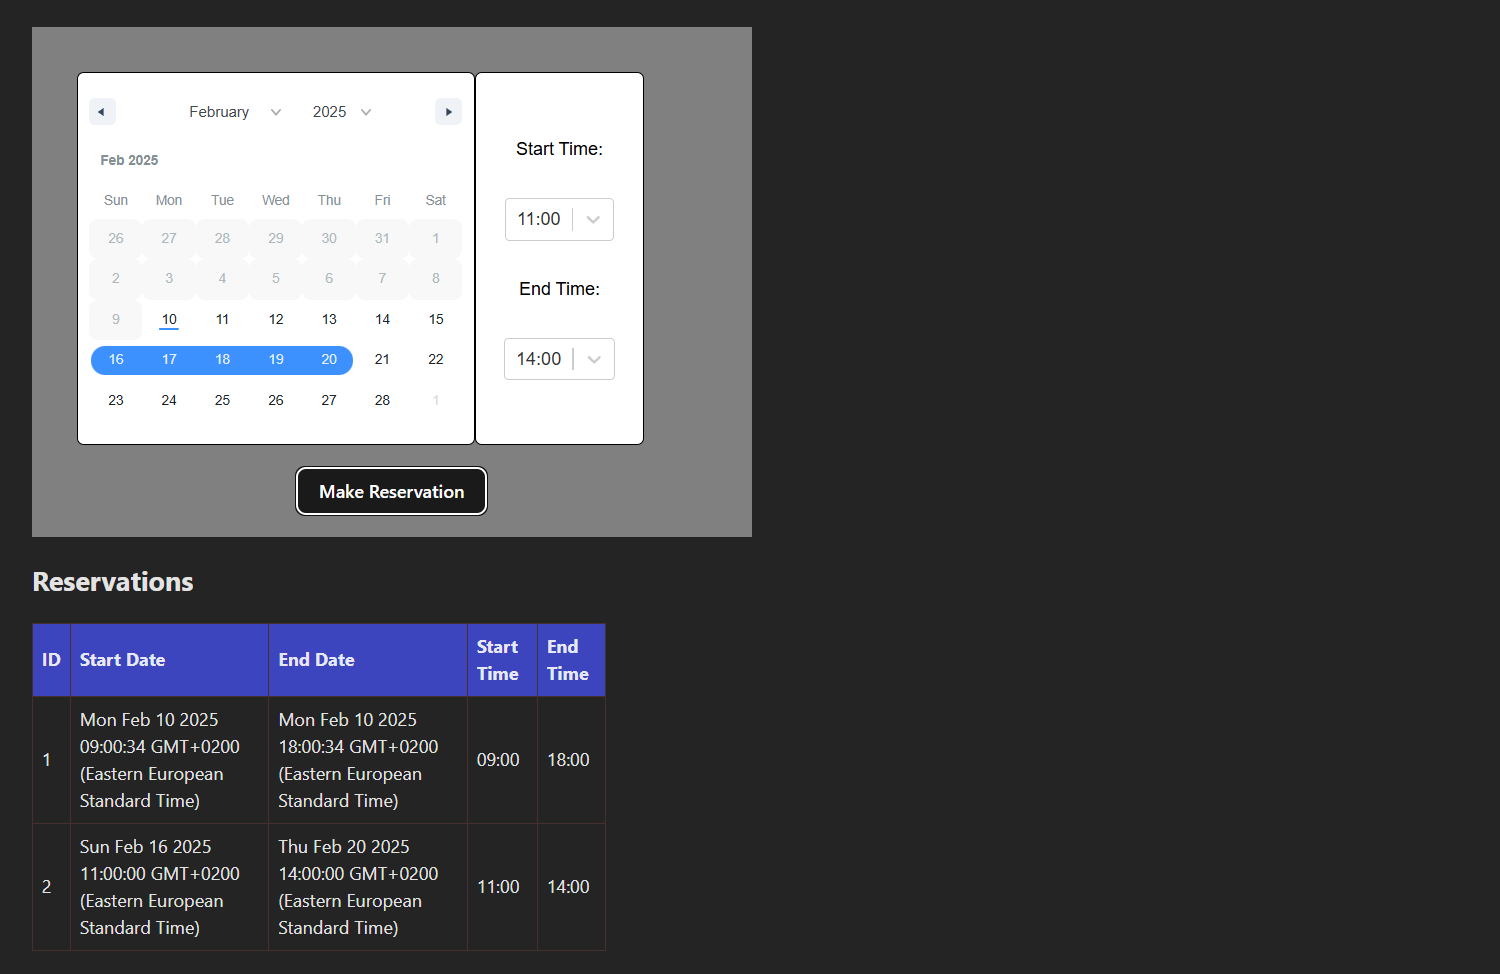 February 2025
Feb 2025
Sun Mon Tue Wed Thu Fri Sat
26 27 28 29 30 31 1
2 3 4 5 6 7 8
9 10 11 12 13 14 15
16 17 18 19 20 21 22
23 24 25 26 27 28 1
Start Time:
11:00
End Time:
14:00
Make Reservation
Reservations
ID Start Date End Date Start Time End Time
1
Mon Feb 10 2025
09:00:34 GMT+0200
(Eastern European
Standard Time)
Mon Feb 10 2025
18:00:34 GMT+0200
(Eastern European
Standard Time)
09:00
18:00
2
Sun Feb 16 2025
11:00:00 GMT+0200
(Eastern European
Standard Time)
Thu Feb 20 2025
14:00:00 GMT+0200
(Eastern European
Standard Time)
11:00
14:00